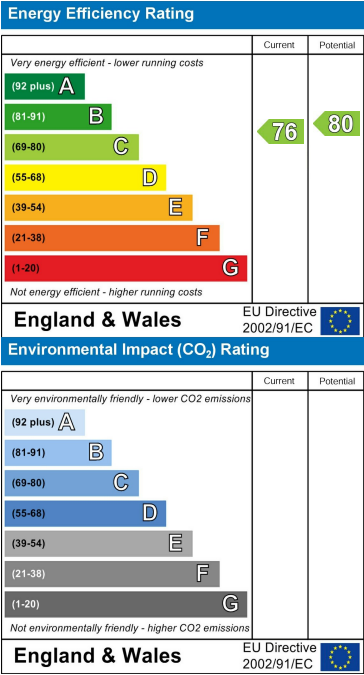 Energy Efficiency Rating
Current Potential
Very energy efficient - lower running costs
(92 plus) A
(81-91) B
(69-80) C
76 80
(55-68) D
(39-54) E
(21-38) F
(1-20) G
Not energy efficient - higher running costs
England & Wales
EU Directive
2002/91/EC
Environmental Impact (CO₂) Rating
Current Potential
Very environmentally friendly - lower CO2 emissions
(92 plus) A
(81-91) B
(69-80) C
(55-68) D
(39-54) E
(21-38) F
(1-20) G
Not environmentally friendly - higher CO2 emissions
England & Wales
EU Directive
2002/91/EC